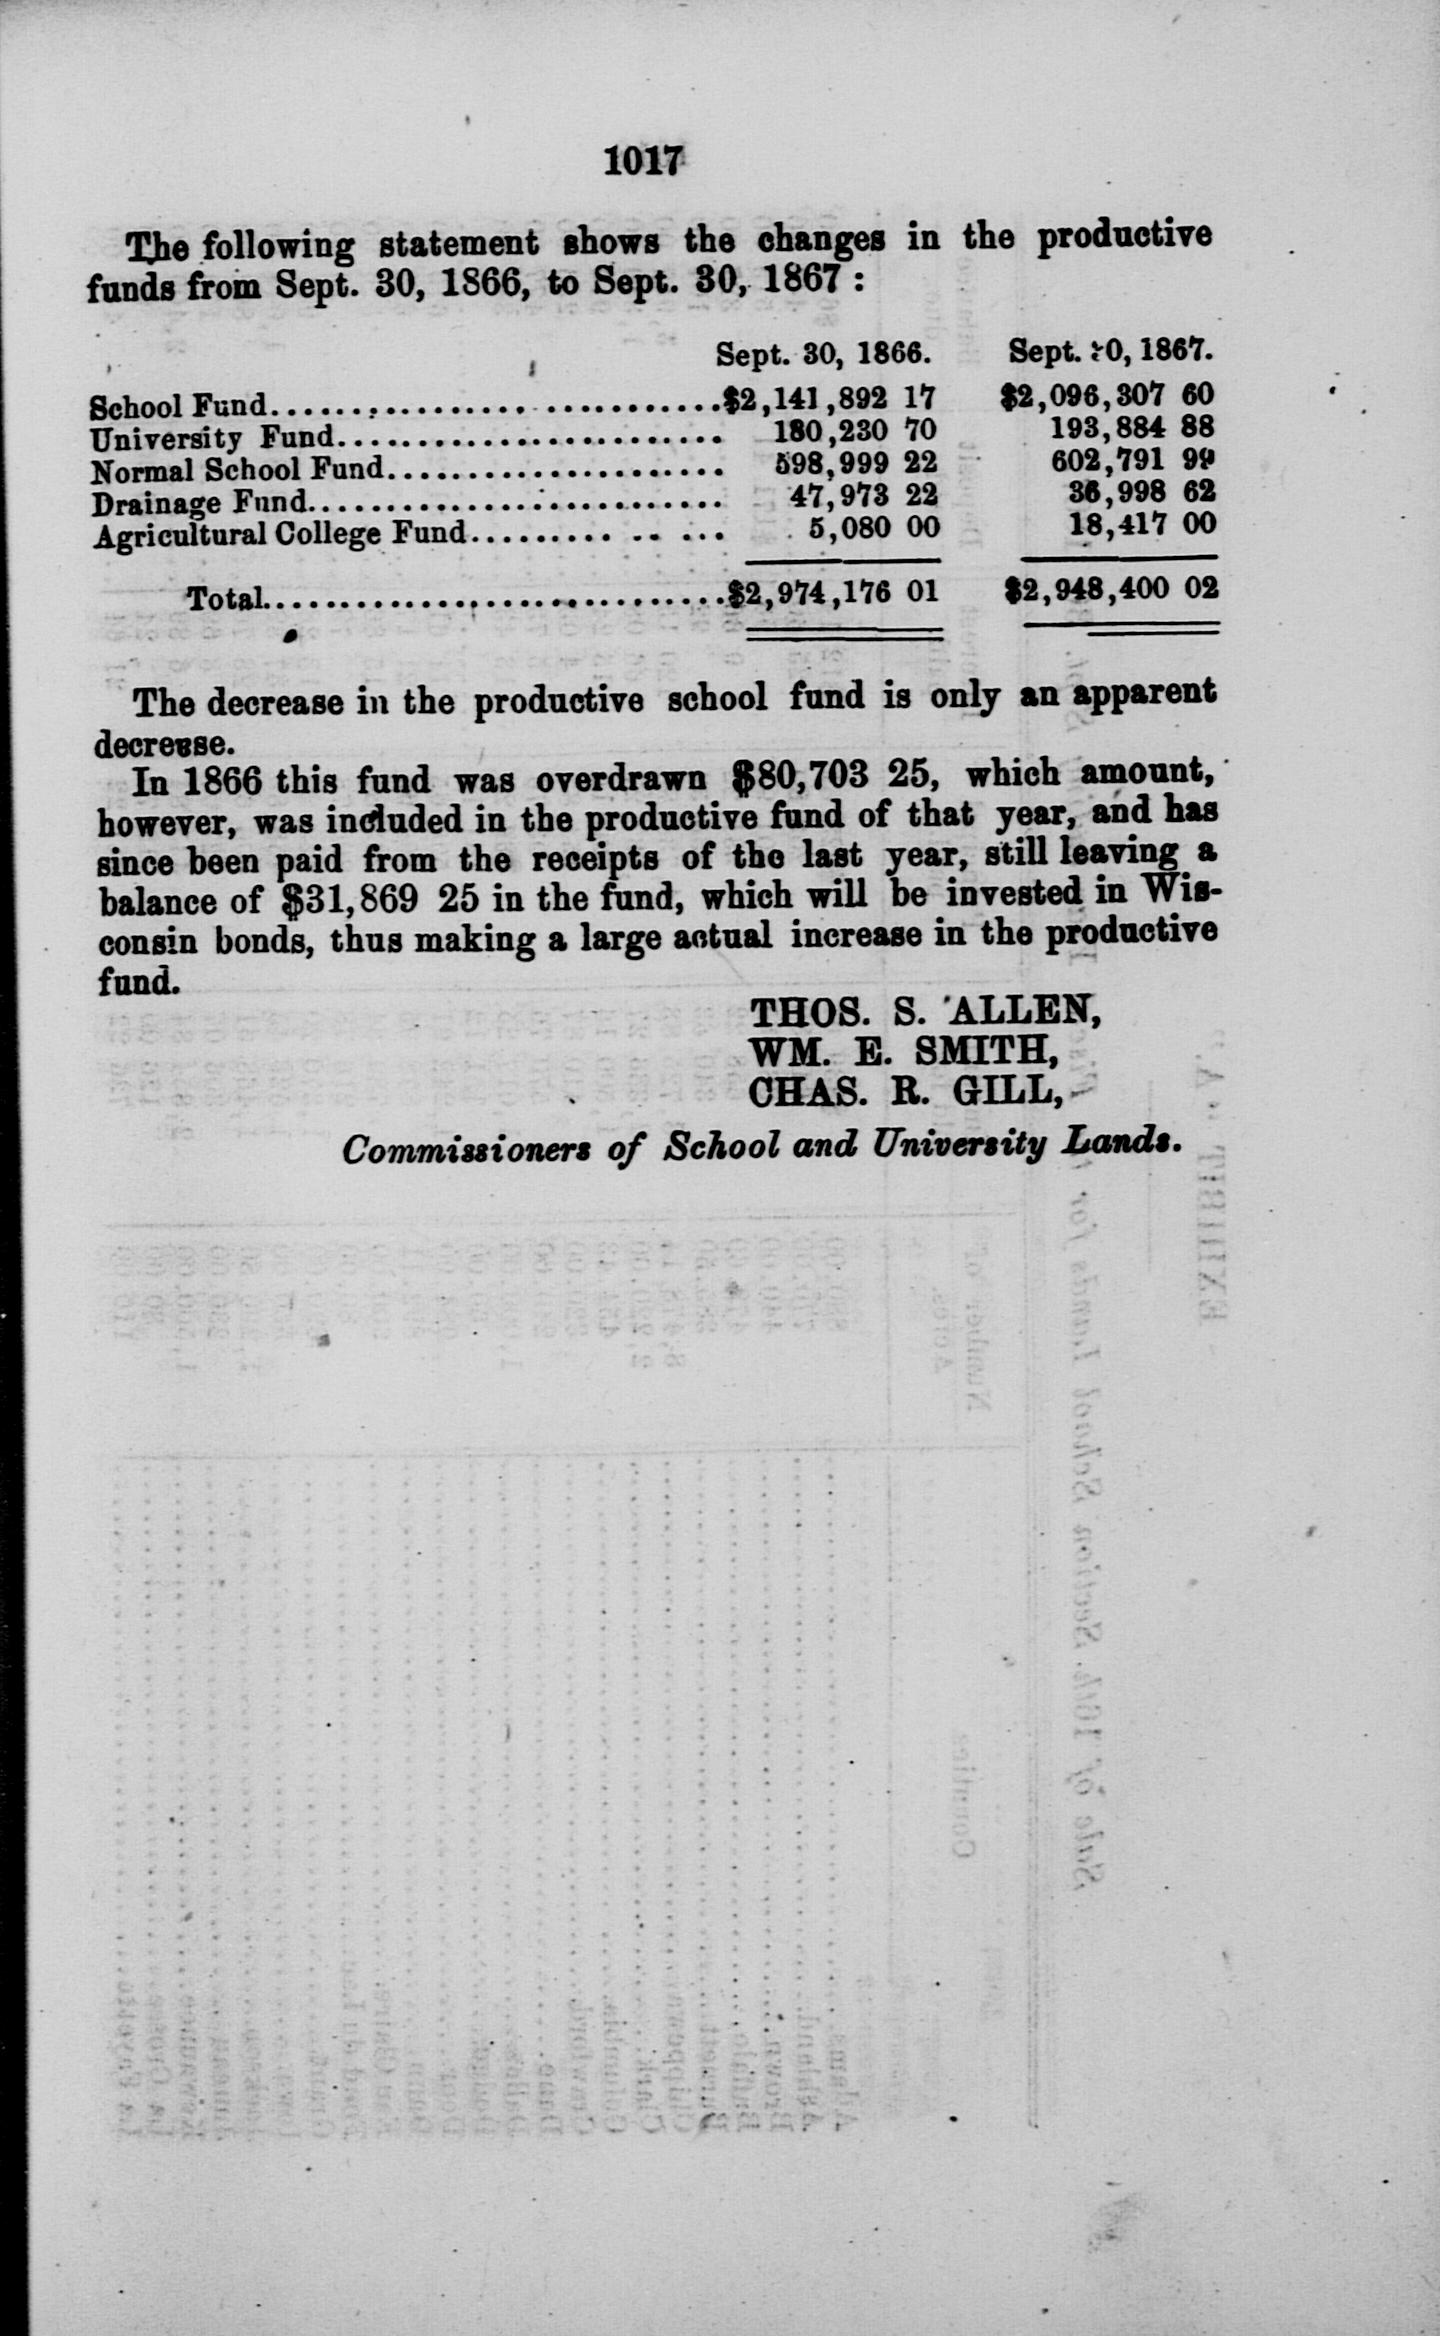 1017
The following statement shows the changes in the productive
funds from Sept. 30, 1866, to Sept. 30, 1867 :
Sept. 30, 1866. Sept. 30, 1867.
School Fund........................................$2,141,892 17 $2,096,307 60
University Fund........................ 180,230 70 193,884 88
Normal School Fund..................... 598,999 22 602,791 92
Drainage Fund.......................... 47,973 22 36,998 62
Agricultural College Fund......... .. ... 5,080 00 18,417 00
Total.............................$2,974,176 01 $2,948,400 02
The decrease in the productive school fund is only an apparent
decrease.
In 1866 this fund was overdrawn $80,703 25, which amount,
however, was included in the productive fund of that year, and has
since been paid from the receipts of the last year, still leaving a
balance of $31,869 25 in the fund, which will be invested in Wis-
consin bonds, thus making a large actual increase in the productive
fund.
THOS. S. ALLEN,
WM. E. SMITH,
CHAS. R. GILL,
Commissioners of School and University Lands.